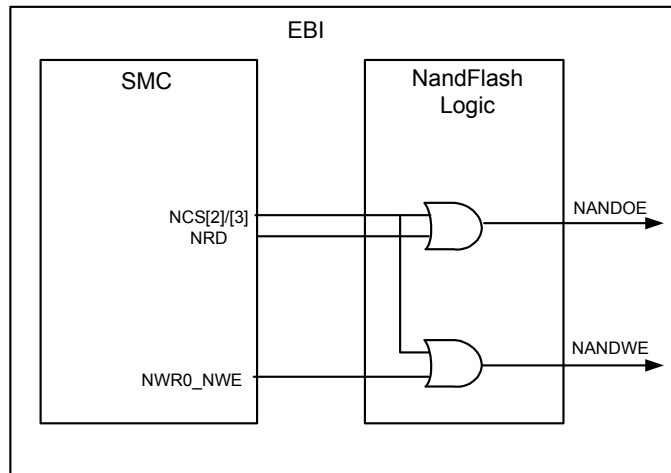 EBI
SMC
NandFlash
Logic
NCS[2]/[3]
NRD
NANDOE
NANDWE
NWR0_NWE